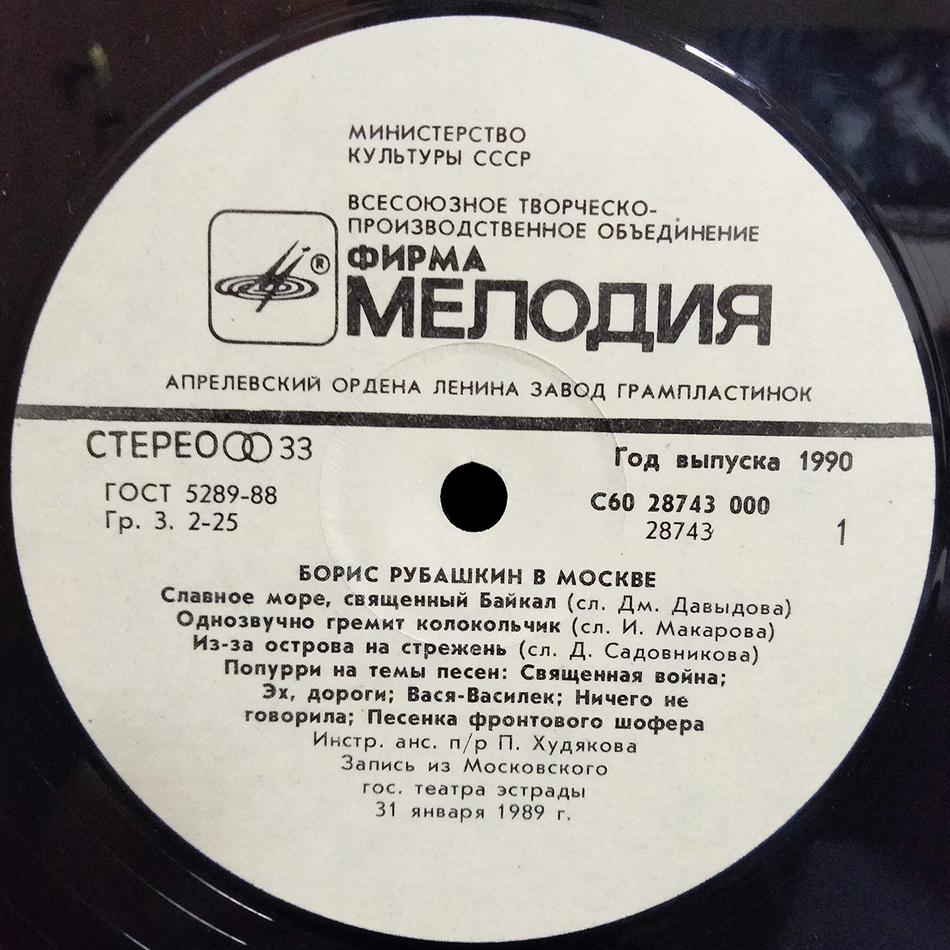 МИНИСТЕРСТВО
КУЛЬТУРЫ СССР
ВСЕСОЮЗНОЕ ТВОРЧЕСКО-
ПРОИЗВОДСТВЕННОЕ ОБЪЕДИНЕНИЕ
ФИРМА
®
МЕЛОДИЯ
АПРЕЛЕВСКИЙ ОРДЕНА ЛЕНИНА ЗАВОД ГРАМПЛАСТИНОК
СТЕРЕО 33
Год выпуска 1990
ГОСТ 5289-88
С60 28743 000
Гр. 3. 2-25
28743
1
БОРИС РУБАШКИН В МОСКВЕ
Славное море, священный Байкал (сл. Дм. Давыдова)
Однозвучно гремит колокольчик (сл. И. Макарова)
Из-за острова на стрежень (сл. Д. Садовникова)
Попурри на темы песен: Священная война;
Эх, дороги; Вася-Василек; Ничего не
говорила; Песенка фронтового шофера
Инстр. анс. п/р П. Худякова
Запись из Московского
гос. театра эстрады
31 января 1989 г.